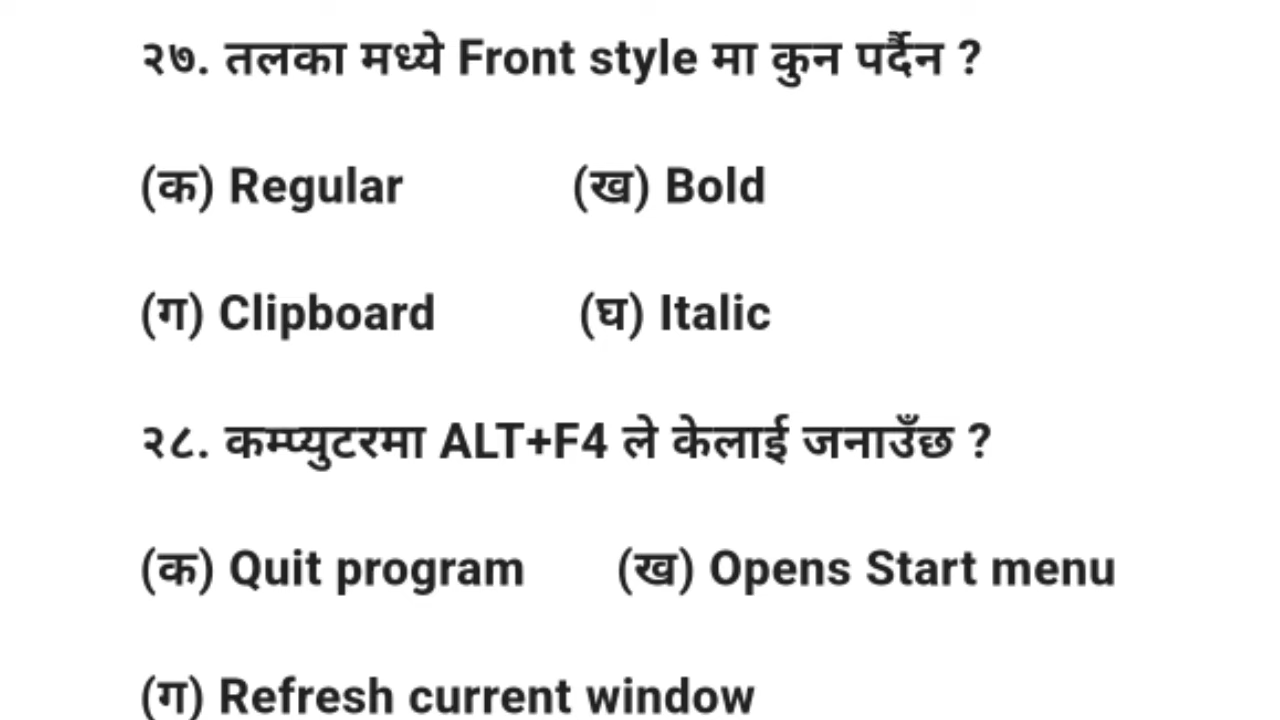 २७. तलका मध्ये Front style मा कुन पर्दैन ?
(क) Regular (ख) Bold
(ग) Clipboard (घ) Italic
२८. कम्प्युटरमा ALT+F4 ले केलाई जनाउँछ ?
(क) Quit program (ख) Opens Start menu
(ग) Refresh current window